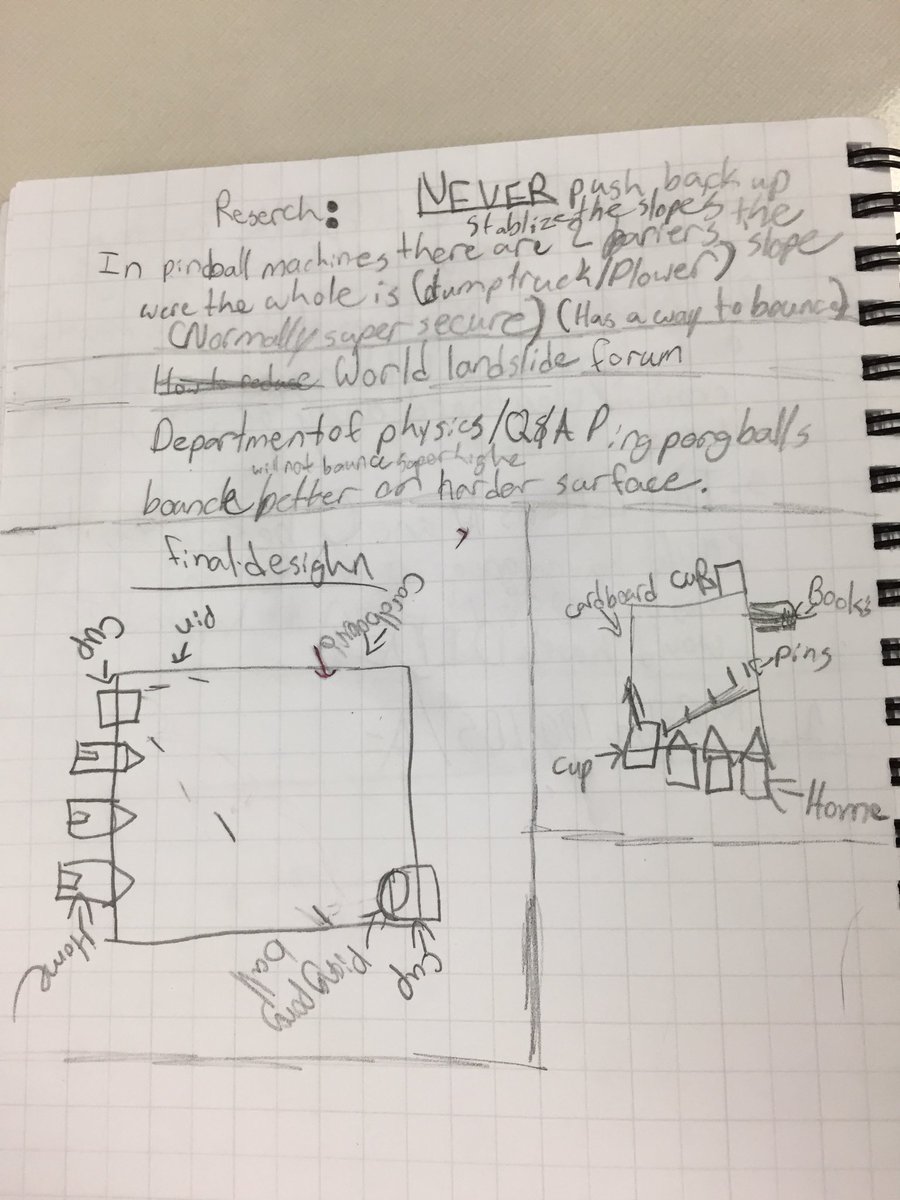 Reserch:
NEVER push back up
Stablize the slopes
In pinball machines there are 2 bariers, the slope
were the whole is (dumptruck/Plower)
(Normally super secure) (Has a way to bounce)
How to reduce World landslide forum
Department of physics/Q&A Ping pong balls
will not bounce super highe
bounce better on harder surface.
final desighn
Cup
pin
Cardboard
Home
Ping pong ball
Cup
cardboard
cup
Books
Ping
Cup
Home